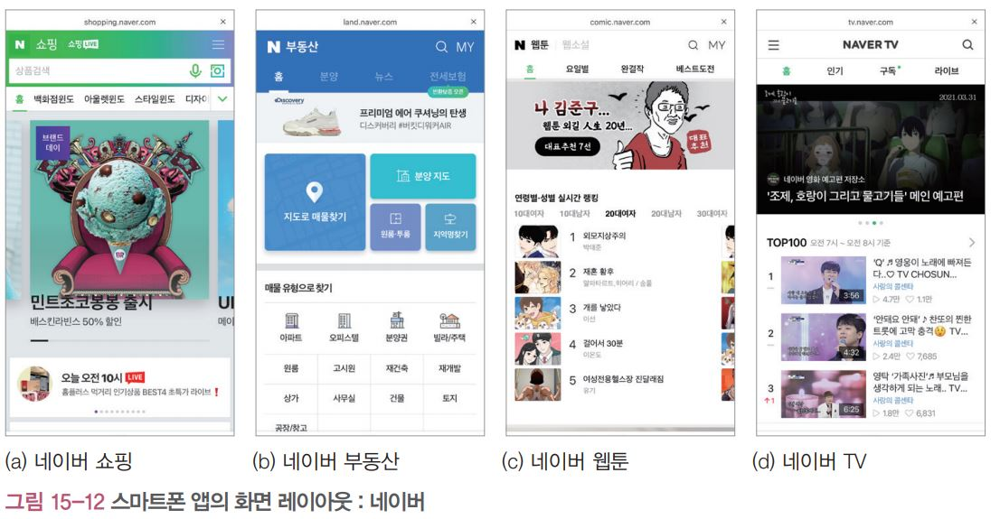 shopping.naver.com ×
N 쇼핑 쇼핑LIVE
상품검색
홈 백화점윈도 아울렛윈도 스타일윈도 디자이
브랜드
데이
BR
민트초코봉봉 출시
배스킨라빈스 50% 할인
메이
오늘 오전 10시 LIVE
홈플러스 먹거리 인기상품 BEST4 초특가 라이브❗
land.naver.com ×
N 부동산 MY
홈 분양 뉴스 전세보험
반환보증 오픈
Discovery
프리미엄 에어 쿠셔닝의 탄생
디스커버리 #버킷디워커AIR
지도로 매물찾기
분양 지도
원룸·투룸
지역명찾기
매물 유형으로 찾기
아파트 오피스텔 분양권 빌라/주택
원룸 고시원 재건축 재개발
상가 사무실 건물 토지
공장/창고
comic.naver.com ×
N 웹툰 웹소설 MY
홈 요일별 완결작 베스트도전
나 김준구...
웹툰 외길 人生 20년...
대표추천 7선
대표
추천
연령별·성별 실시간 랭킹
10대여자 10대남자 20대여자 20대남자 30대여자
1 외모지상주의
박태준
2 재혼 황후
알파타르트,히어리 / 숨풀
3 개를 낳았다
이선
4 걸어서 30분
이온도
5 여성전용헬스장 진달래짐
유기
tv.naver.com ×
NAVER TV
홈 인기 구독 라이브
2021.03.31
네이버 영화 예고편 저장소
'조제, 호랑이 그리고 물고기들' 메인 예고편
TOP100 오전 7시 ~ 오전 8시 기준
1
3:56
'Q' ♬ 영웅이 노래에 빠져든
다..♡ TV CHOSUN...
사랑의 콜센타
▷ 4.7만 ♡ 1.1만
2
4:32
'안돼요 안돼' ♪ 찬또의 찐한
트롯에 고막 충격😲 TV...
사랑의 콜센타
▷ 2.4만 ♡ 7,685
3
↑1
6:25
영탁 '가족사진'♬ 부모님을
생각하게 되는 노래.. TV...
사랑의 콜센타
▷ 1.8만 ♡ 6,831
(a) 네이버 쇼핑
(b) 네이버 부동산
(c) 네이버 웹툰
(d) 네이버 TV
그림 15-12 스마트폰 앱의 화면 레이아웃 : 네이버